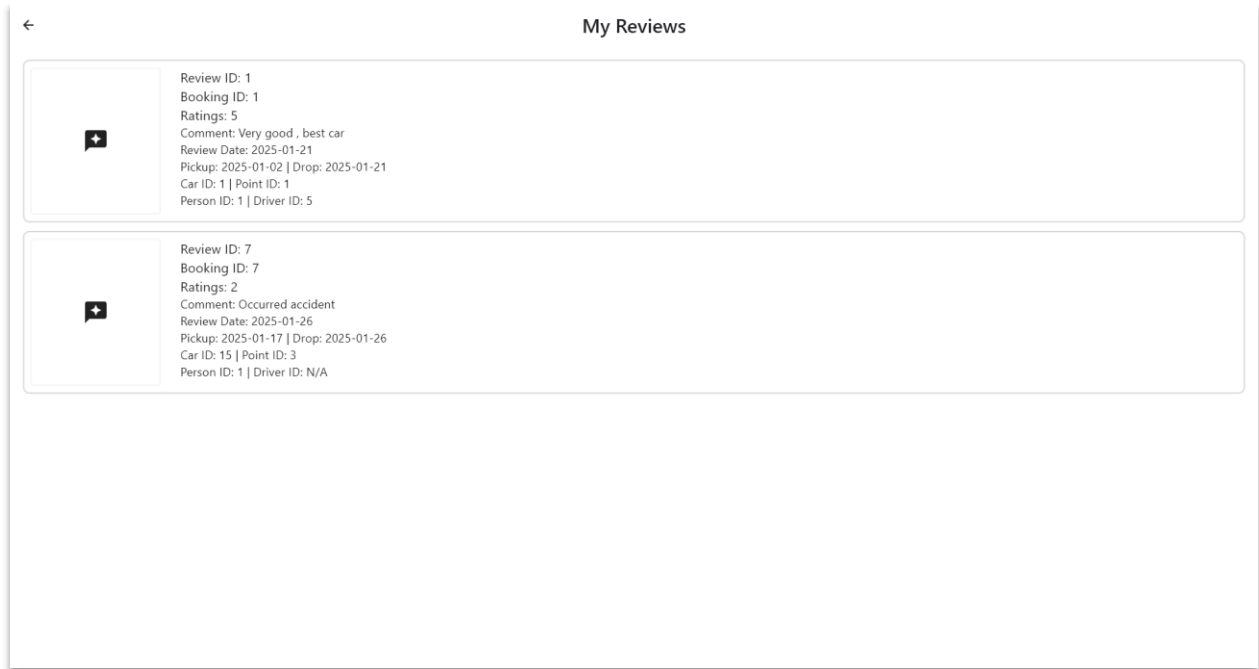 My Reviews
Review ID: 1
Booking ID: 1
Ratings: 5
Comment: Very good , best car
Review Date: 2025-01-21
Pickup: 2025-01-02 | Drop: 2025-01-21
Car ID: 1 | Point ID: 1
Person ID: 1 | Driver ID: 5
Review ID: 7
Booking ID: 7
Ratings: 2
Comment: Occurred accident
Review Date: 2025-01-26
Pickup: 2025-01-17 | Drop: 2025-01-26
Car ID: 15 | Point ID: 3
Person ID: 1 | Driver ID: N/A